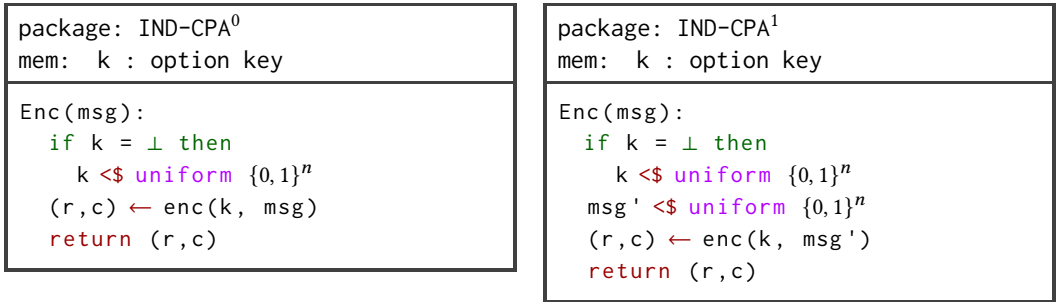 package: IND-CPA⁰
mem:  k : option key
Enc(msg):
  if k = ⊥ then
    k <$ uniform {0, 1}ⁿ
  (r,c) ← enc(k, msg)
  return (r,c)
package: IND-CPA¹
mem:  k : option key
Enc(msg):
  if k = ⊥ then
    k <$ uniform {0, 1}ⁿ
  msg' <$ uniform {0, 1}ⁿ
  (r,c) ← enc(k, msg')
  return (r,c)